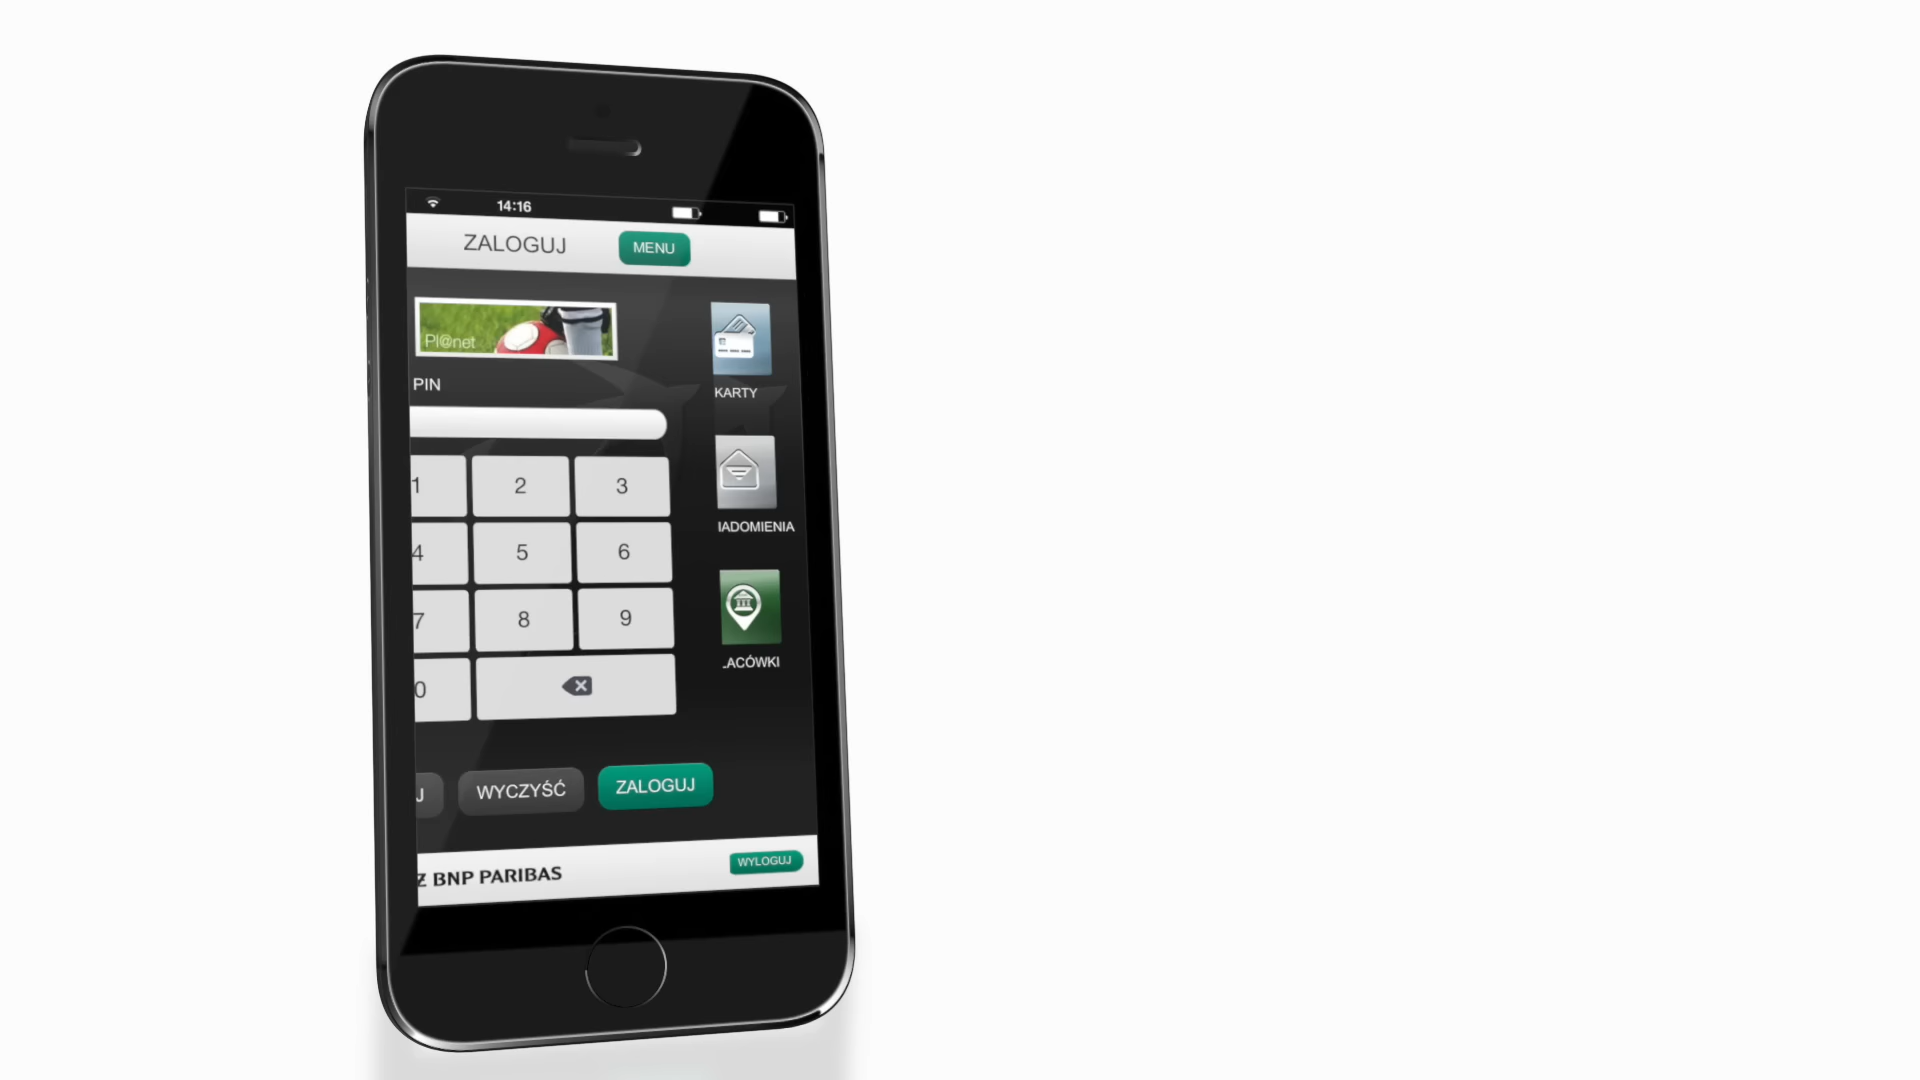 14:16
ZALOGUJ MENU
Pl@net
PIN
KARTY
1 2 3
IADOMIENIA
4 5 6
7 8 9
ACÓWKI
0
J WYCZYŚĆ ZALOGUJ
Z BNP PARIBAS WYLOGUJ